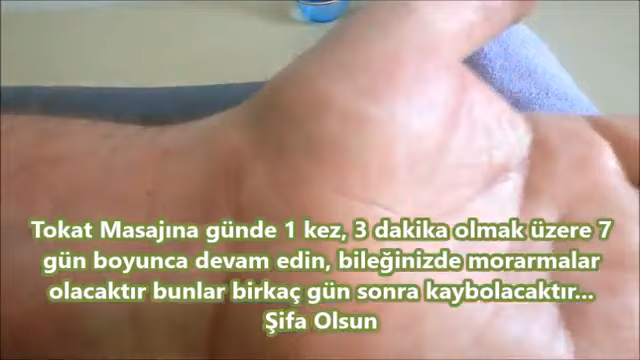 Tokat Masajına günde 1 kez, 3 dakika olmak üzere 7
gün boyunca devam edin, bileğinizde morarmalar
olacaktır bunlar birkaç gün sonra kaybolacaktır...
Şifa Olsun